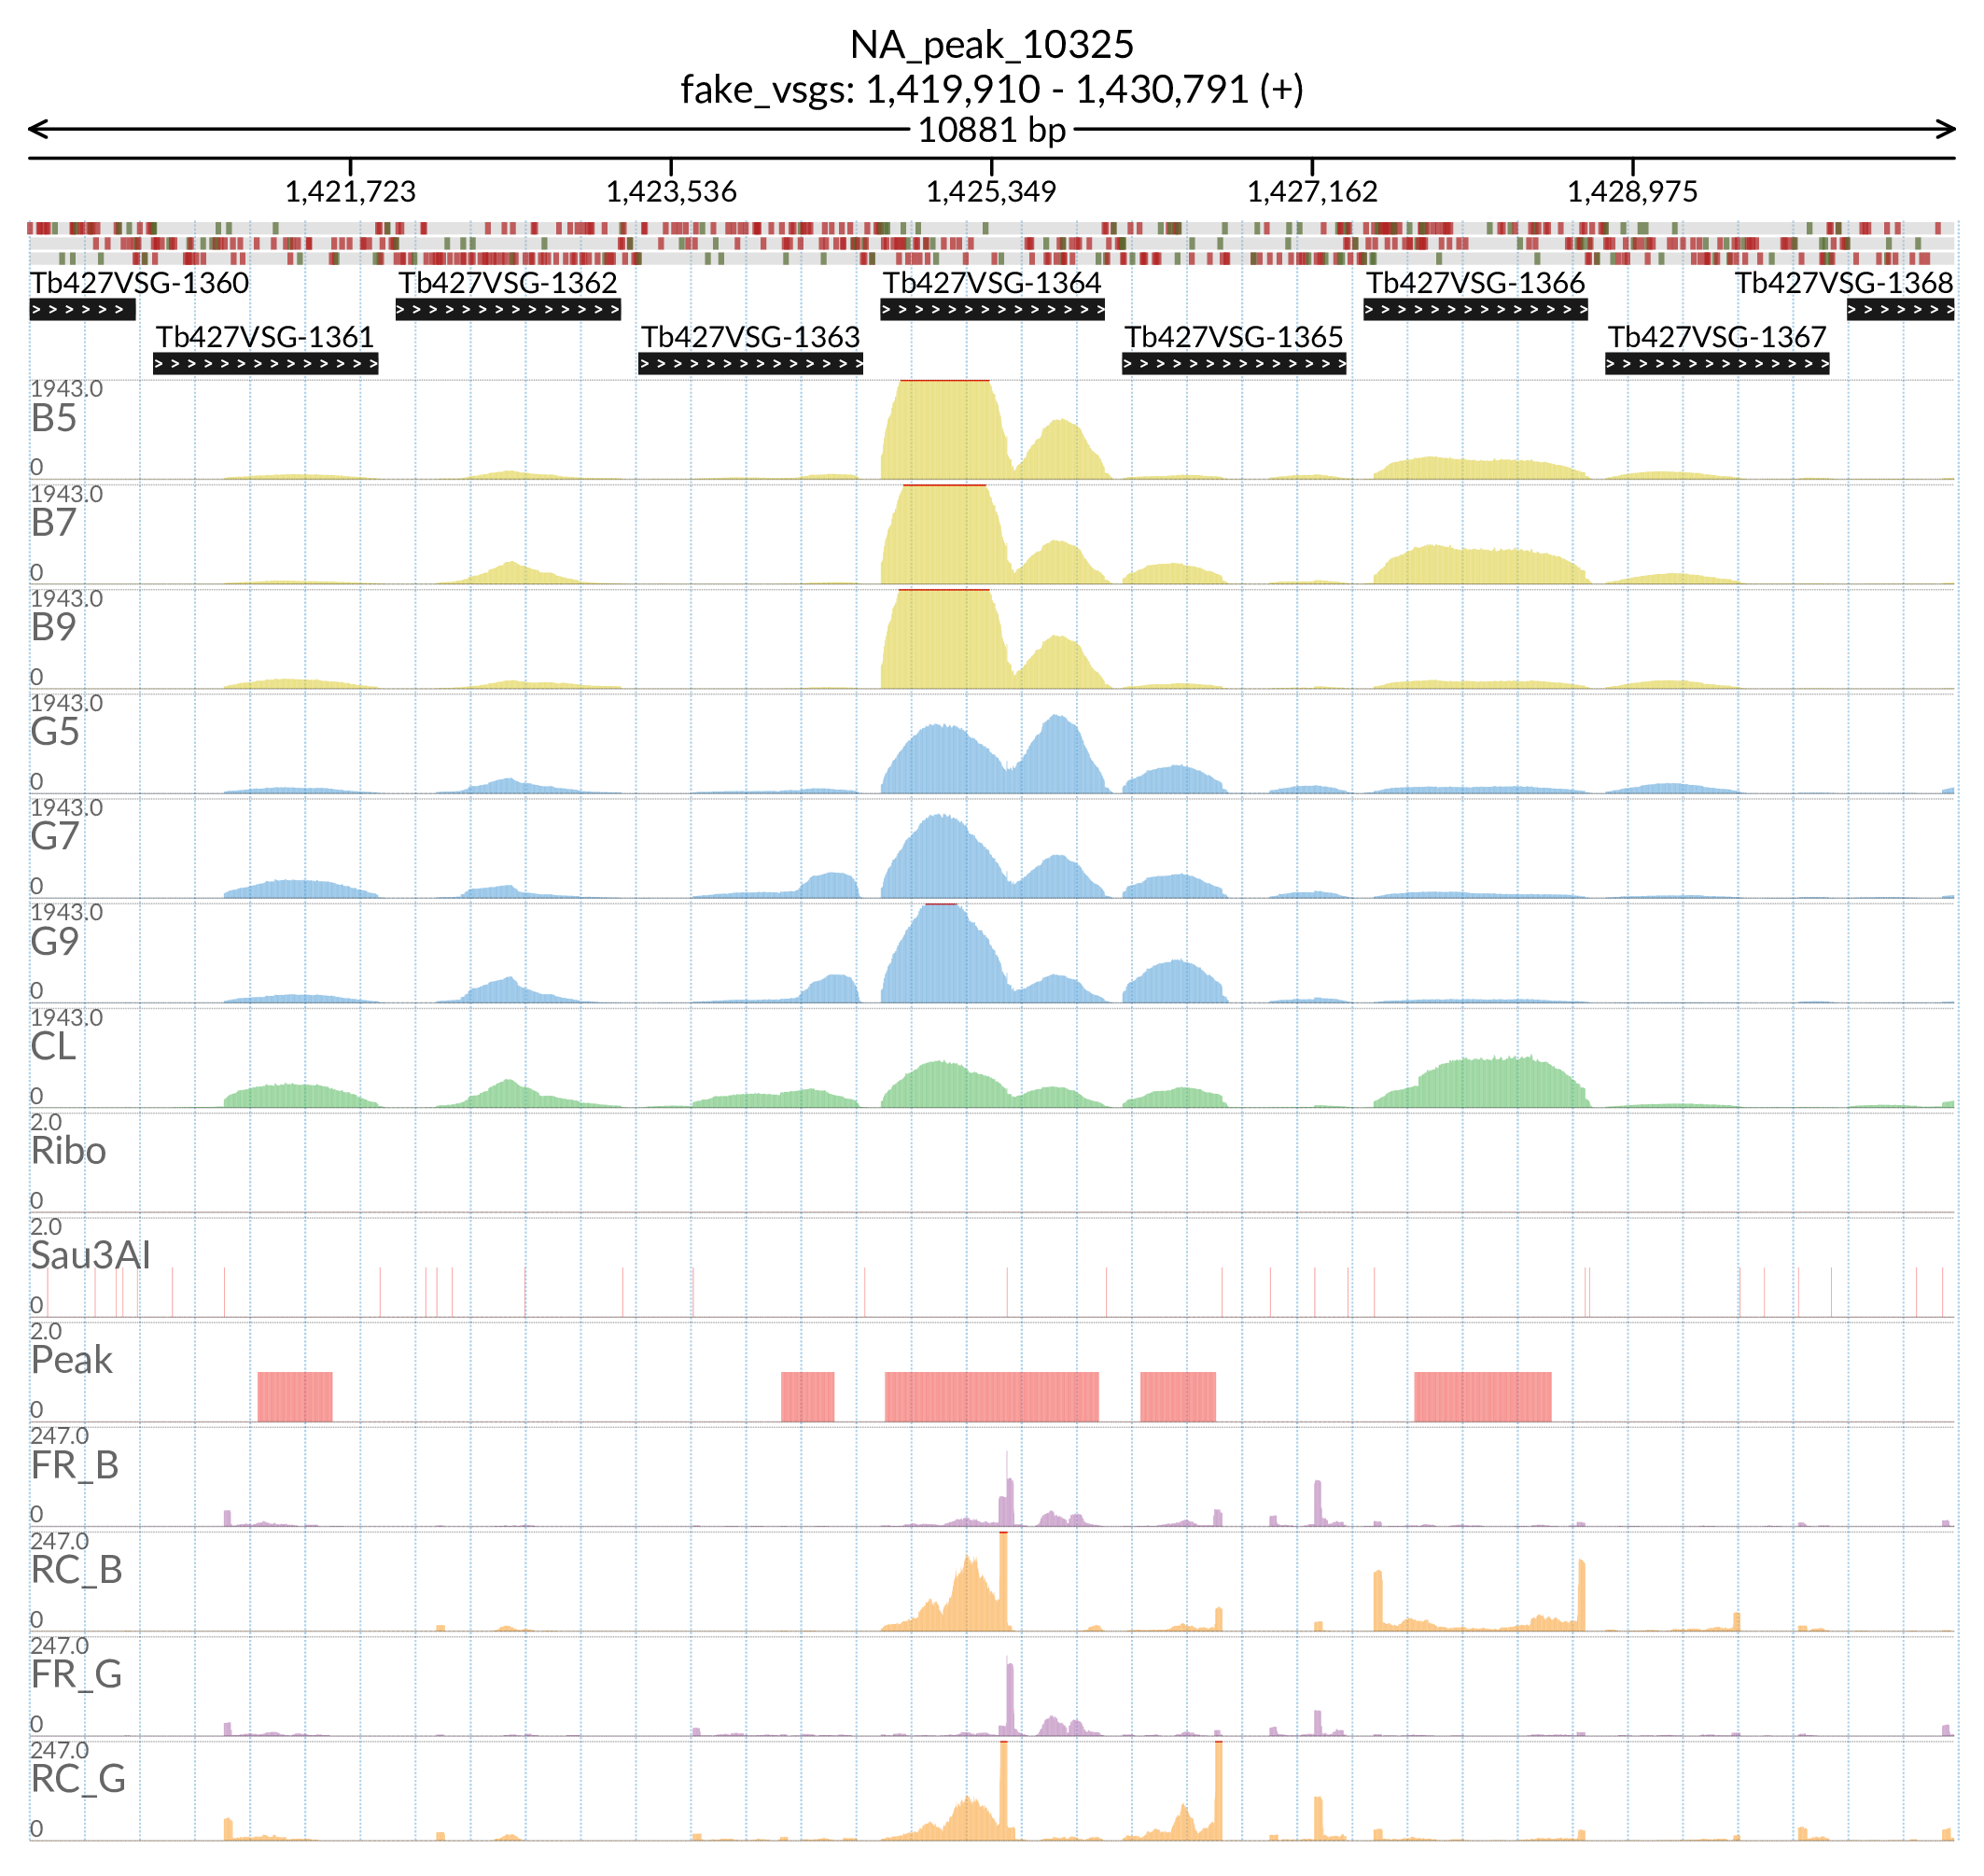 NA_peak_10325
fake_vsgs: 1,419,910 - 1,430,791 (+)
10881 bp
1,421,723 1,423,536 1,425,349 1,427,162 1,428,975
Tb427VSG-1360 Tb427VSG-1362 Tb427VSG-1364 Tb427VSG-1366 Tb427VSG-1368
Tb427VSG-1361 Tb427VSG-1363 Tb427VSG-1365 Tb427VSG-1367
1943.0
B5
0
1943.0
B7
0
1943.0
B9
0
1943.0
G5
0
1943.0
G7
0
1943.0
G9
0
1943.0
CL
0
2.0
Ribo
0
2.0
Sau3AI
0
2.0
Peak
0
247.0
FR_B
0
247.0
RC_B
0
247.0
FR_G
0
247.0
RC_G
0